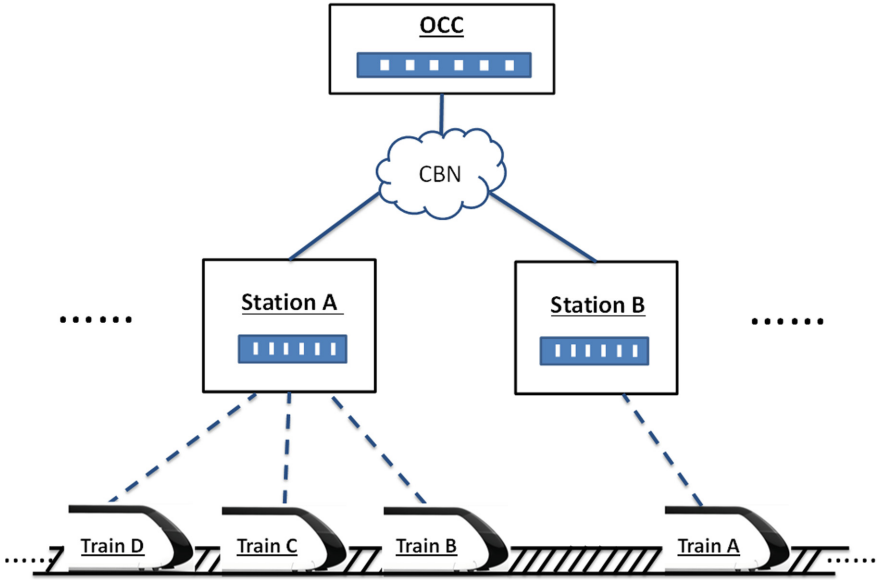 OCC
CBN
Station A
Station B
......
......
Train D
Train C
Train B
Train A
......
......